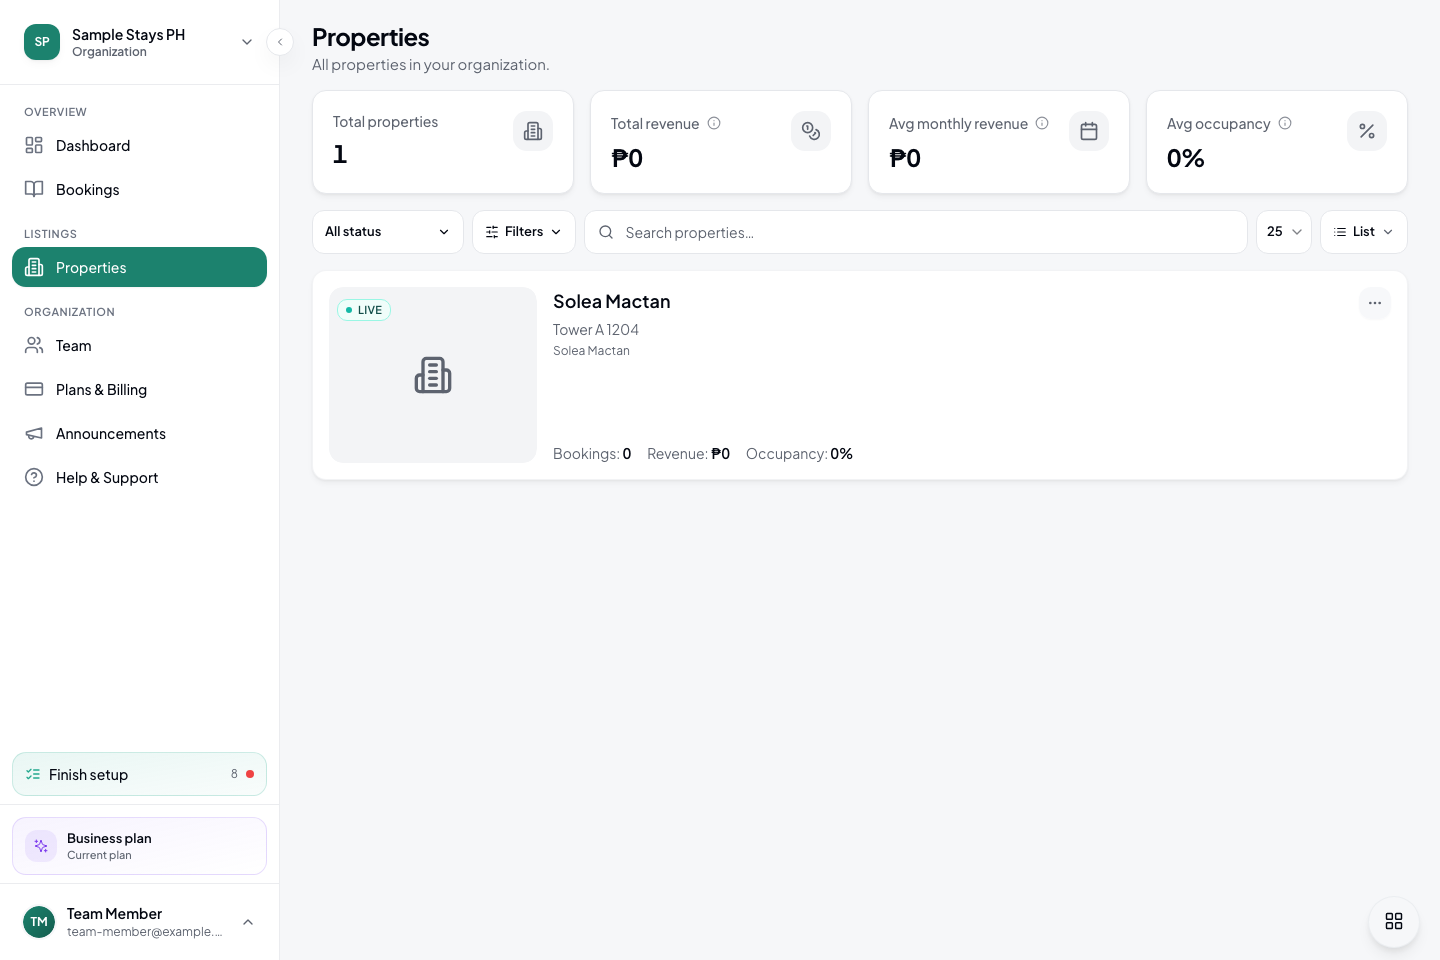 SP
Sample Stays PH
Organization
OVERVIEW
Dashboard
Bookings
LISTINGS
Properties
ORGANIZATION
Team
Plans & Billing
Announcements
Help & Support
Finish setup
8
Business plan
Current plan
TM
Team Member
team-member@example....
Properties
All properties in your organization.
Total properties
1
Total revenue
₱0
Avg monthly revenue
₱0
Avg occupancy
0%
All status
Filters
Search properties...
25
List
LIVE
Solea Mactan
Tower A 1204
Solea Mactan
Bookings: 0 Revenue: ₱0 Occupancy: 0%